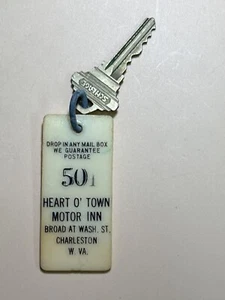 SCHLAGE
DROP IN ANY MAIL BOX
WE GUARANTEE
POSTAGE
501
HEART O' TOWN
MOTOR INN
BROAD AT WASH. ST.
CHARLESTON
W. VA.